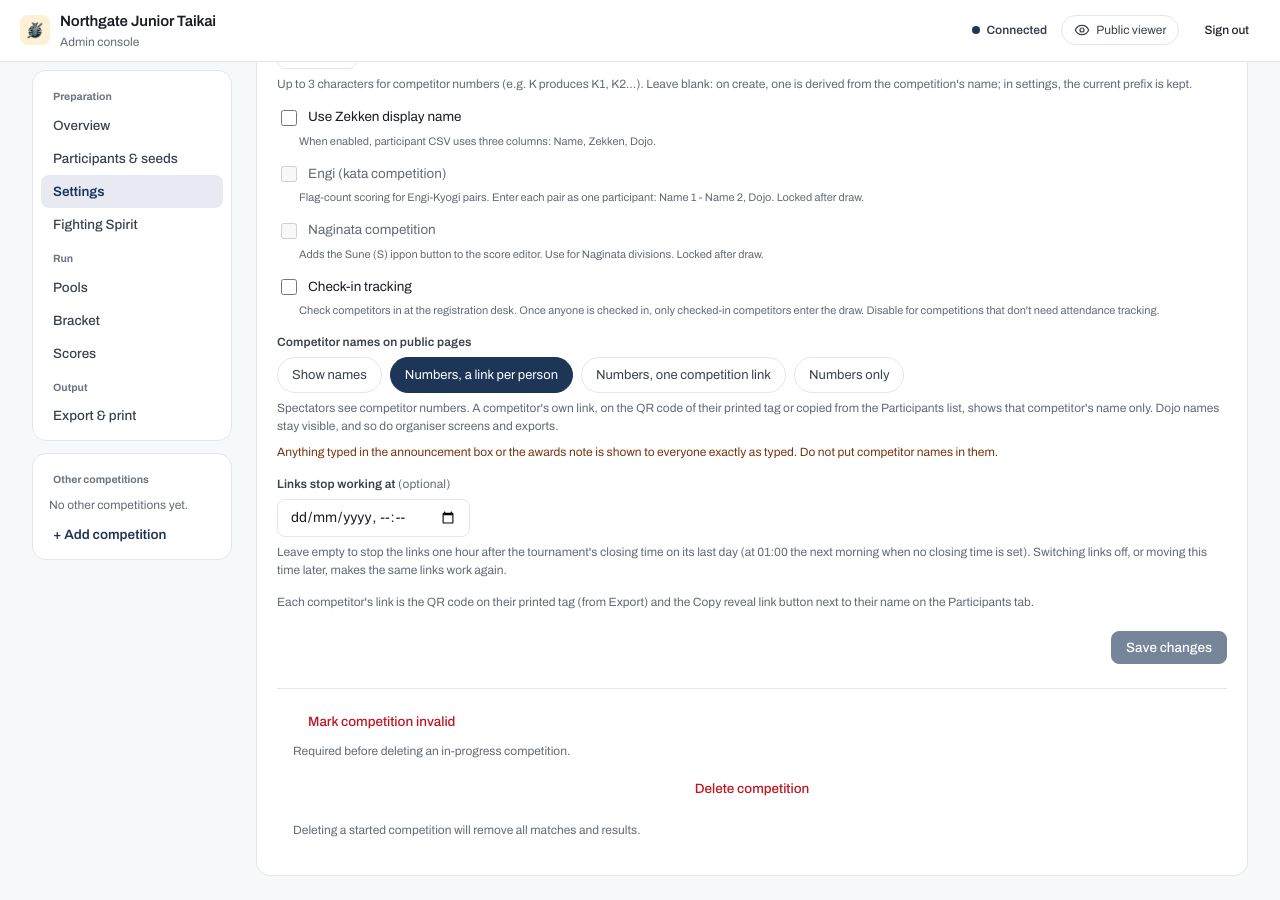 Northgate Junior Taikai
Admin console
Connected
Public viewer
Sign out
Preparation
Overview
Participants & seeds
Settings
Fighting Spirit
Run
Pools
Bracket
Scores
Output
Export & print
Other competitions
No other competitions yet.
+ Add competition
Up to 3 characters for competitor numbers (e.g. K produces K1, K2...). Leave blank: on create, one is derived from the competition's name; in settings, the current prefix is kept.
Use Zekken display name
When enabled, participant CSV uses three columns: Name, Zekken, Dojo.
Engi (kata competition)
Flag-count scoring for Engi-Kyogi pairs. Enter each pair as one participant: Name 1 - Name 2, Dojo. Locked after draw.
Naginata competition
Adds the Sune (S) ippon button to the score editor. Use for Naginata divisions. Locked after draw.
Check-in tracking
Check competitors in at the registration desk. Once anyone is checked in, only checked-in competitors enter the draw. Disable for competitions that don't need attendance tracking.
Competitor names on public pages
Show names
Numbers, a link per person
Numbers, one competition link
Numbers only
Spectators see competitor numbers. A competitor's own link, on the QR code of their printed tag or copied from the Participants list, shows that competitor's name only. Dojo names
stay visible, and so do organiser screens and exports.
Anything typed in the announcement box or the awards note is shown to everyone exactly as typed. Do not put competitor names in them.
Links stop working at (optional)
dd/mm/yyyy, --:--
Leave empty to stop the links one hour after the tournament's closing time on its last day (at 01:00 the next morning when no closing time is set). Switching links off, or moving this
time later, makes the same links work again.
Each competitor's link is the QR code on their printed tag (from Export) and the Copy reveal link button next to their name on the Participants tab.
Save changes
Mark competition invalid
Required before deleting an in-progress competition.
Delete competition
Deleting a started competition will remove all matches and results.